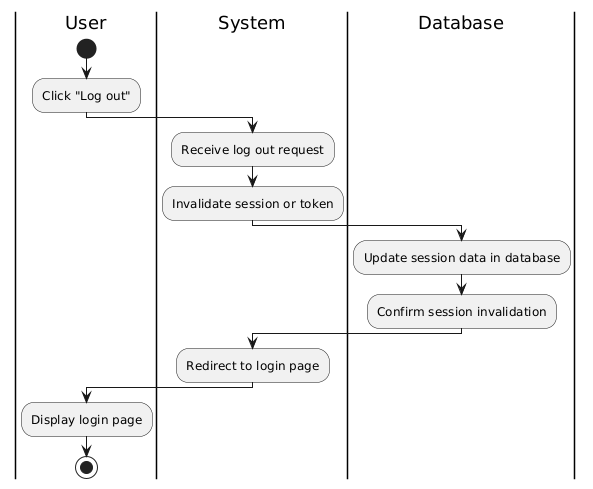 User
System
Database
Click "Log out"
Receive log out request
Invalidate session or token
Update session data in database
Confirm session invalidation
Redirect to login page
Display login page